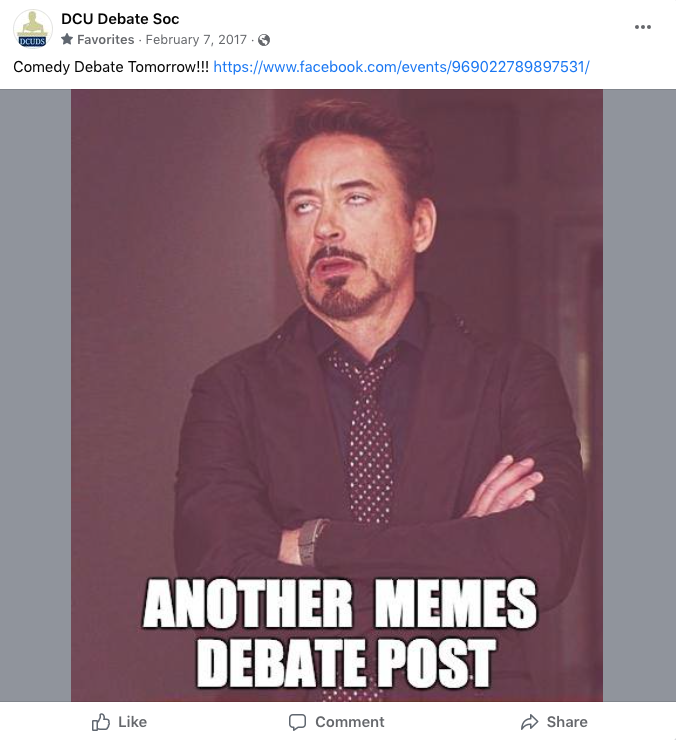 DCU Debate Soc
DCUDS
Favorites · February 7, 2017 ·
Comedy Debate Tomorrow!!! https://www.facebook.com/events/969022789897531/
ANOTHER MEMES
DEBATE POST
Like
Comment
Share